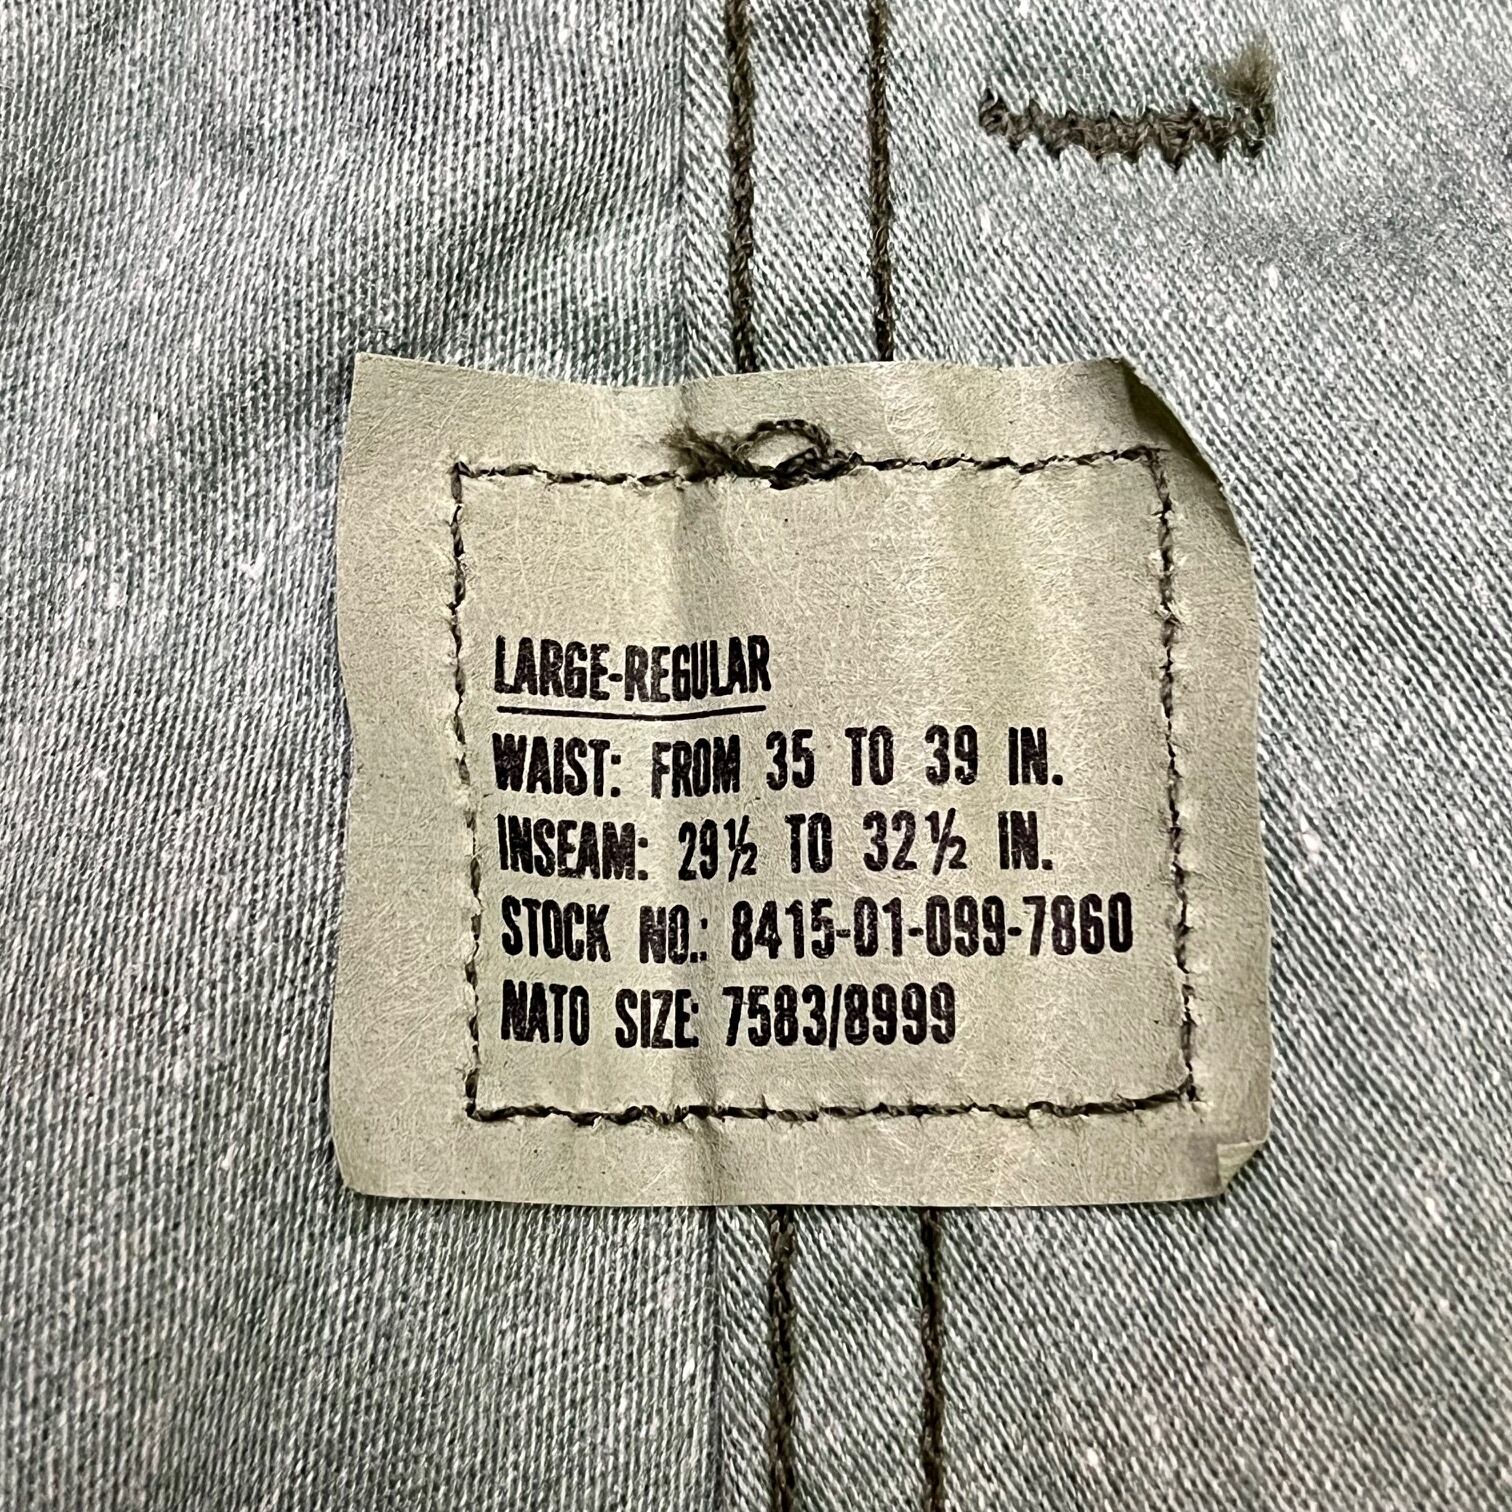 LARGE-REGULAR
WAIST: FROM 35 TO 39 IN.
INSEAM: 29½ TO 32½ IN.
STOCK NO.: 8415-01-099-7860
NATO SIZE: 7583/8999